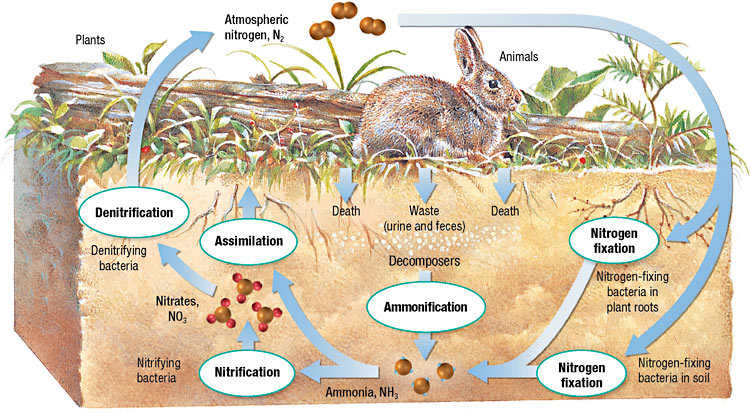 Atmospheric
nitrogen, N2
Plants
Animals
Denitrification
Denitrifying
bacteria
Assimilation
Death
Waste
(urine and feces)
Death
Decomposers
Nitrogen
fixation
Nitrogen-fixing
bacteria in
plant roots
Nitrates,
NO3
Ammonification
Nitrifying
bacteria
Nitrification
Ammonia, NH3
Nitrogen
fixation
Nitrogen-fixing
bacteria in soil